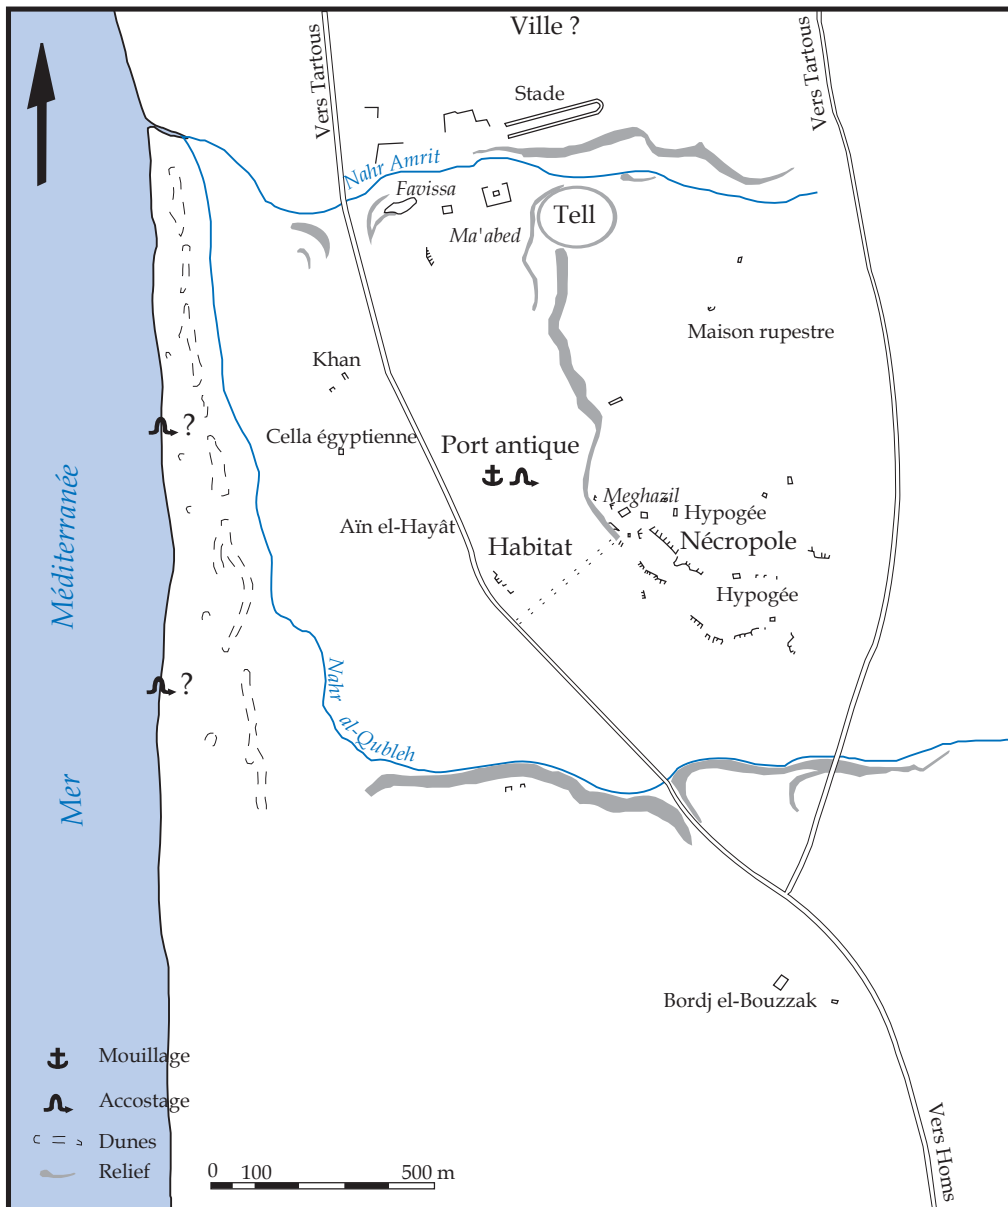 Ville ?
Vers Tartous
Vers Tartous
Stade
Nahr Amrit
Favissa
Ma'abed
Tell
Maison rupestre
Khan
?
Cella égyptienne
Port antique
Meghazil
Hypogée
Aïn el-Hayât
Habitat
Nécropole
Hypogée
Mer Méditerranée
?
Nahr al-Qubleh
Bordj el-Bouzzak
Vers Homs
Mouillage
Accostage
Dunes
Relief
0 100 500 m